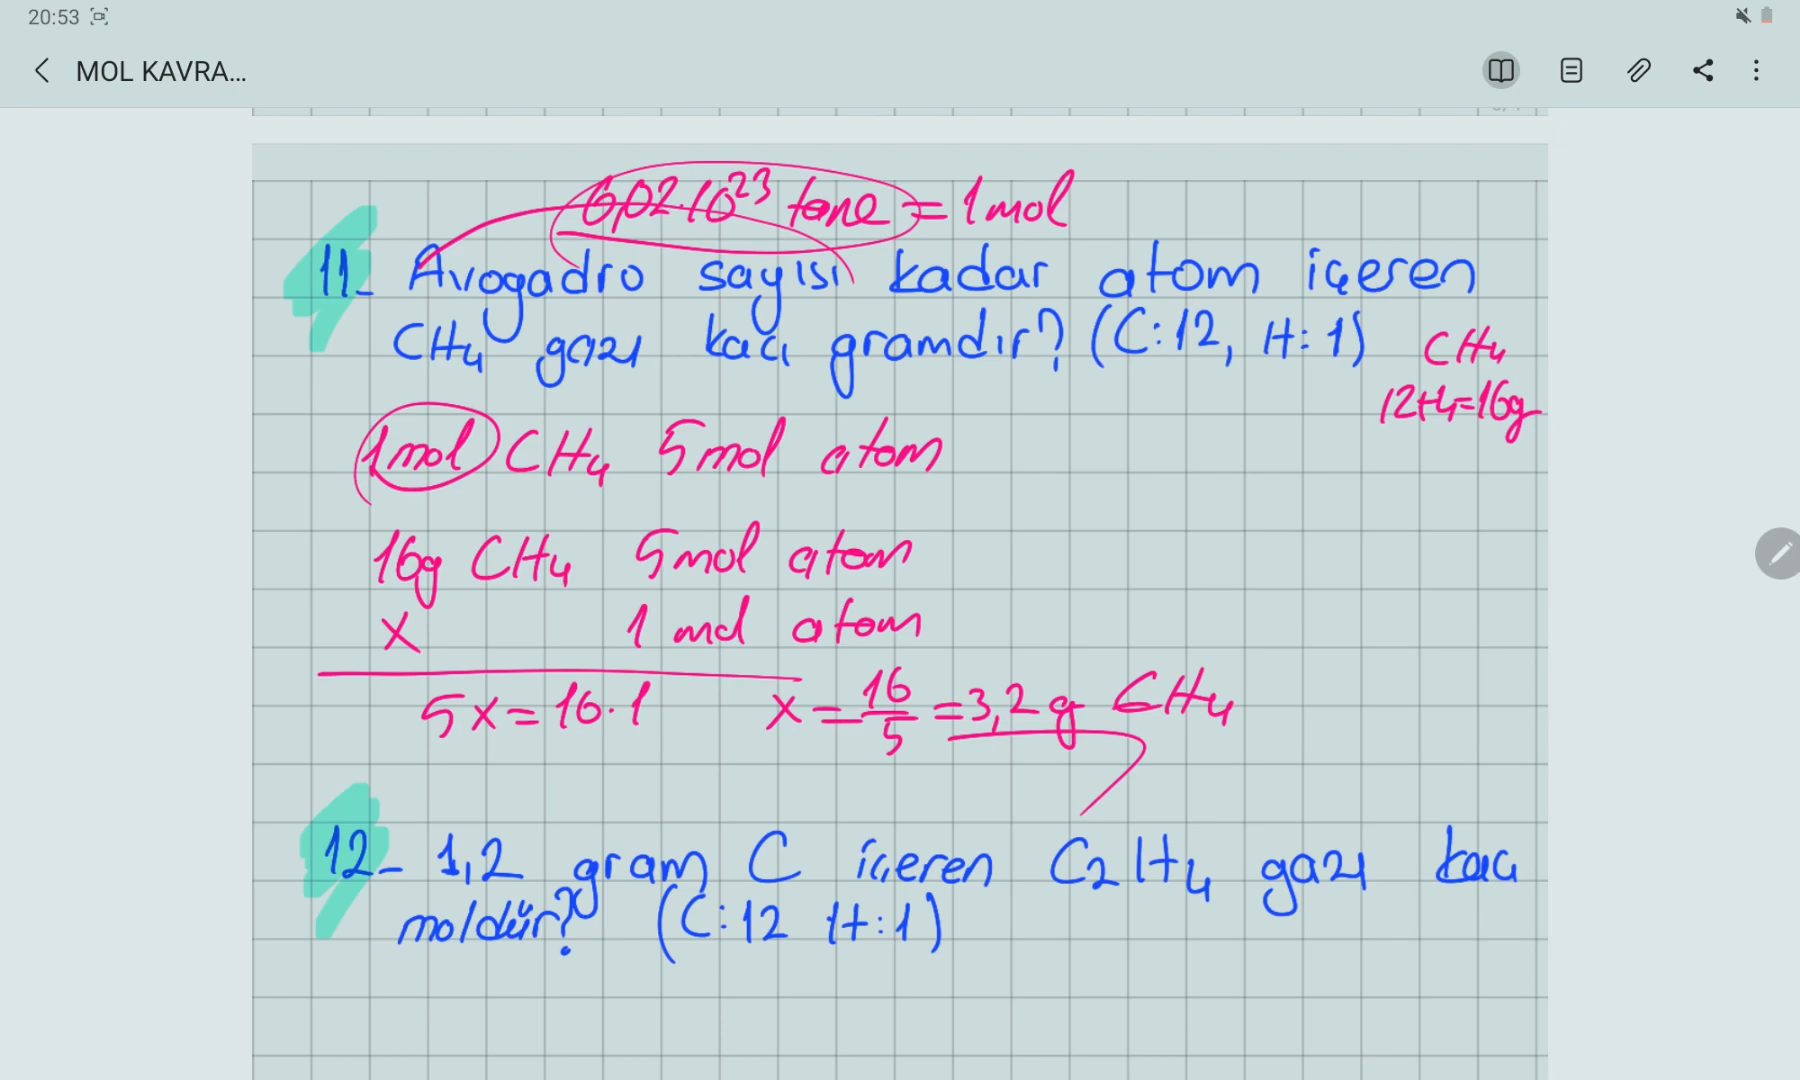 20:53
MOL KAVRA...
6,02.10²³ tane = 1mol
11- Avogadro sayısı kadar atom içeren
CH₄ gazı kaç gramdır? (C:12, H:1)
CH₄
12+4=16g
1mol CH₄ 5mol atom
16g CH₄ 5mol atom
x 1 mol atom
5x=16.1 x=16/5=3,2g CH₄
12- 1,2 gram C içeren C₂H₄ gazı kaç
moldür? (C:12 H:1)